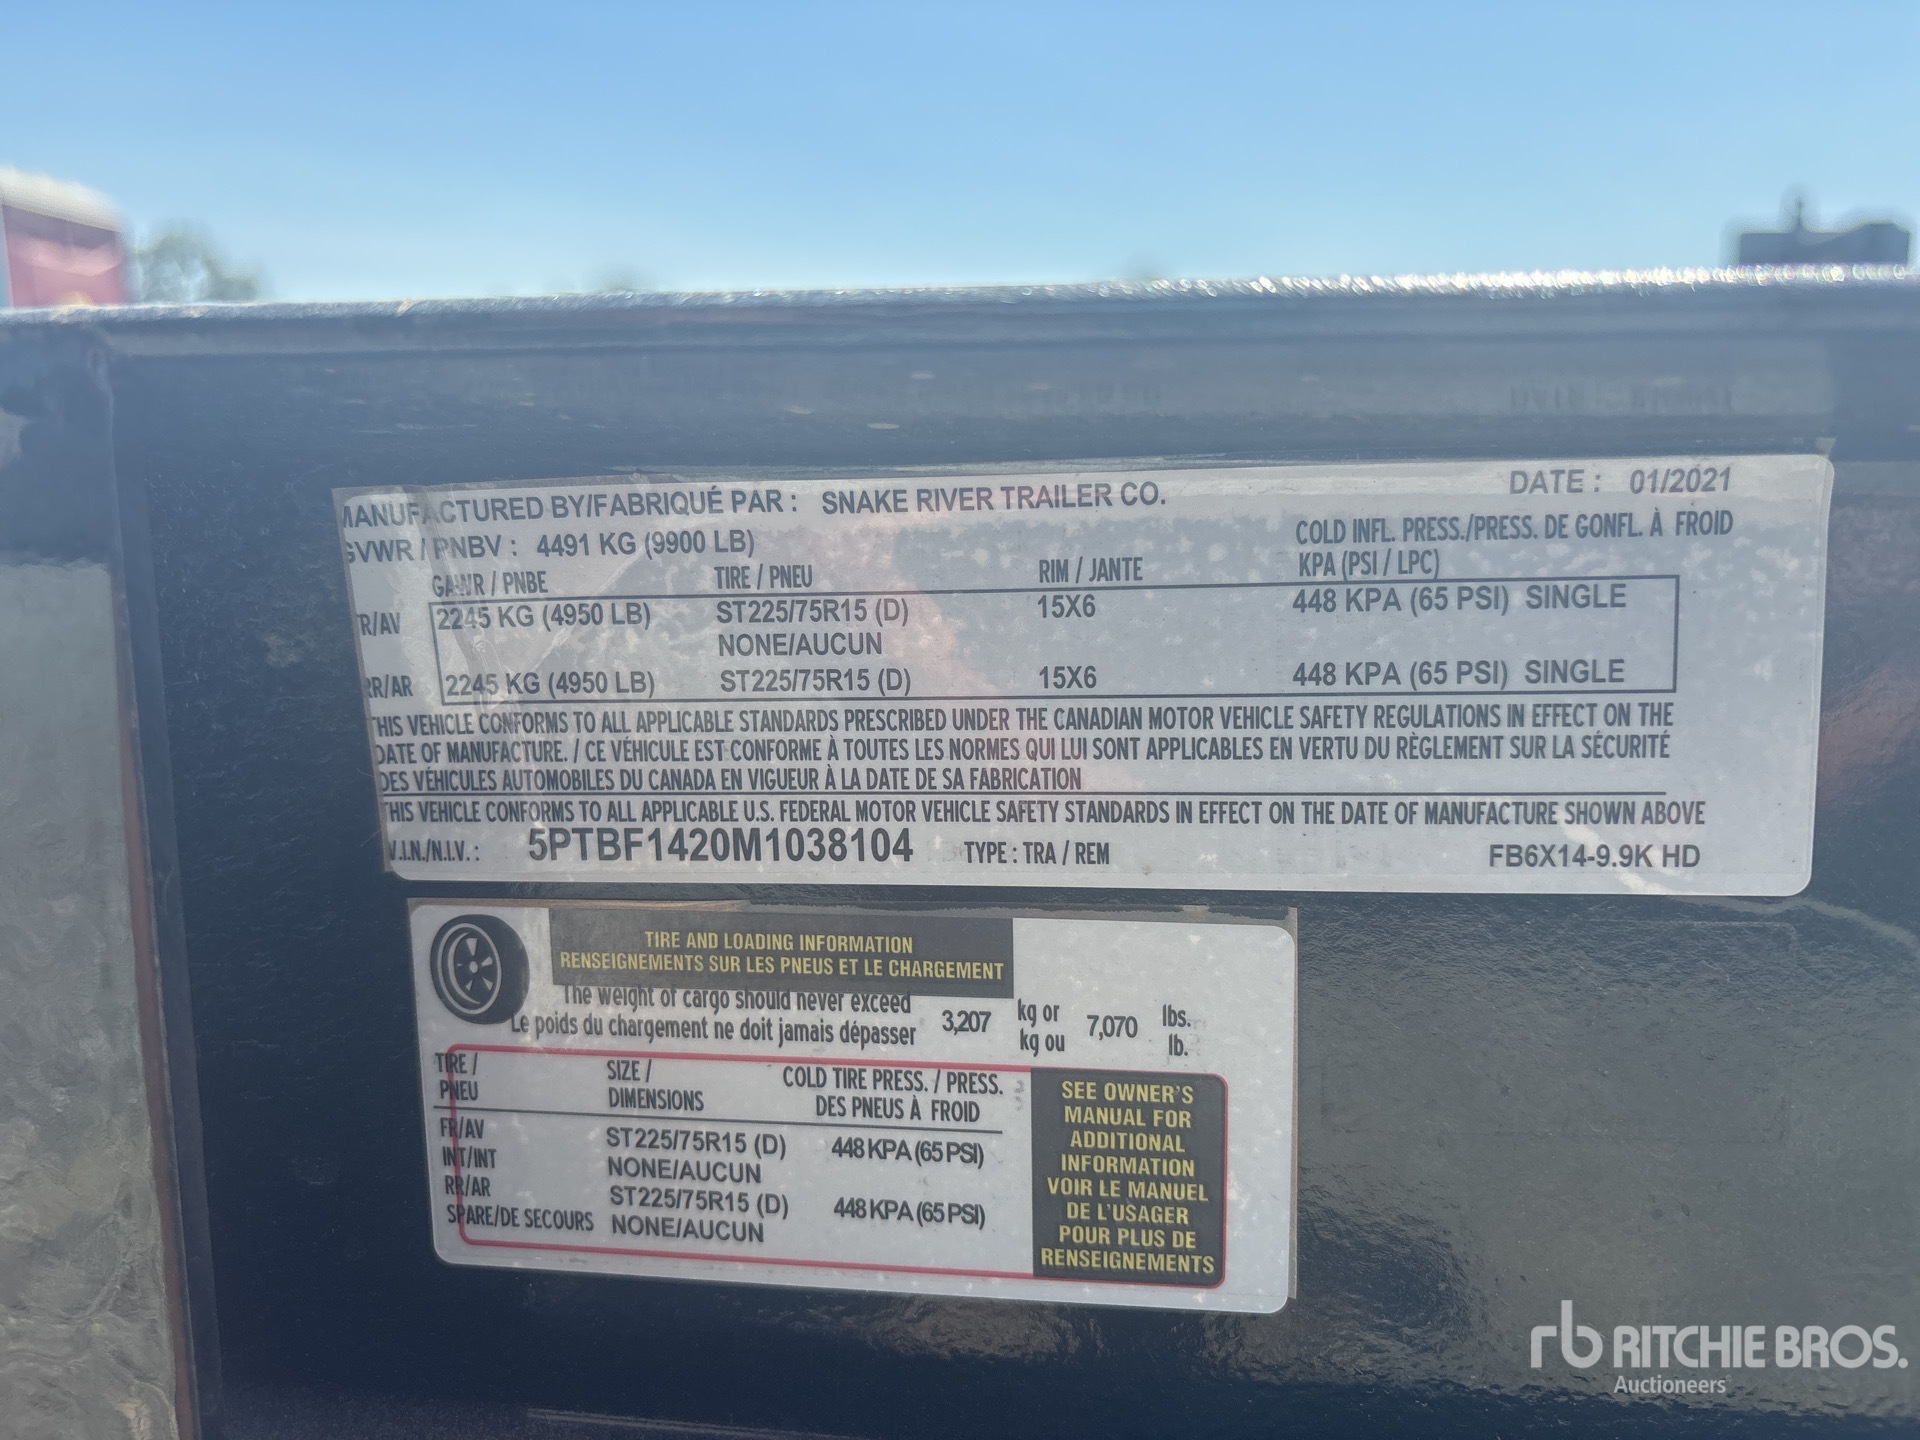 MANUFACTURED BY/FABRIQUÉ PAR : SNAKE RIVER TRAILER CO. DATE : 01/2021
GVWR / PNBV : 4491 KG (9900 LB) COLD INFL. PRESS./PRESS. DE GONFL. À FROID
GAWR / PNBE TIRE / PNEU RIM / JANTE KPA (PSI / LPC)
FR/AV 2245 KG (4950 LB) ST225/75R15 (D) 15X6 448 KPA (65 PSI) SINGLE
NONE/AUCUN
RR/AR 2245 KG (4950 LB) ST225/75R15 (D) 15X6 448 KPA (65 PSI) SINGLE
THIS VEHICLE CONFORMS TO ALL APPLICABLE STANDARDS PRESCRIBED UNDER THE CANADIAN MOTOR VEHICLE SAFETY REGULATIONS IN EFFECT ON THE
DATE OF MANUFACTURE. / CE VÉHICULE EST CONFORME À TOUTES LES NORMES QUI LUI SONT APPLICABLES EN VERTU DU RÈGLEMENT SUR LA SÉCURITÉ
DES VÉHICULES AUTOMOBILES DU CANADA EN VIGUEUR À LA DATE DE SA FABRICATION
THIS VEHICLE CONFORMS TO ALL APPLICABLE U.S. FEDERAL MOTOR VEHICLE SAFETY STANDARDS IN EFFECT ON THE DATE OF MANUFACTURE SHOWN ABOVE
V.I.N./N.I.V. : 5PTBF1420M1038104 TYPE : TRA / REM FB6X14-9.9K HD
TIRE AND LOADING INFORMATION
RENSEIGNEMENTS SUR LES PNEUS ET LE CHARGEMENT
The weight of cargo should never exceed 3,207 kg or 7,070 lbs.
Le poids du chargement ne doit jamais dépasser kg ou lb.
TIRE / SIZE / COLD TIRE PRESS. / PRESS.
PNEU DIMENSIONS DES PNEUS À FROID
FR/AV ST225/75R15 (D) 448 KPA (65 PSI)
INT/INT NONE/AUCUN
RR/AR ST225/75R15 (D) 448 KPA (65 PSI)
SPARE/DE SECOURS NONE/AUCUN
SEE OWNER'S
MANUAL FOR
ADDITIONAL
INFORMATION
VOIR LE MANUEL
DE L'USAGER
POUR PLUS DE
RENSEIGNEMENTS
rb RITCHIE BROS.
Auctioneers